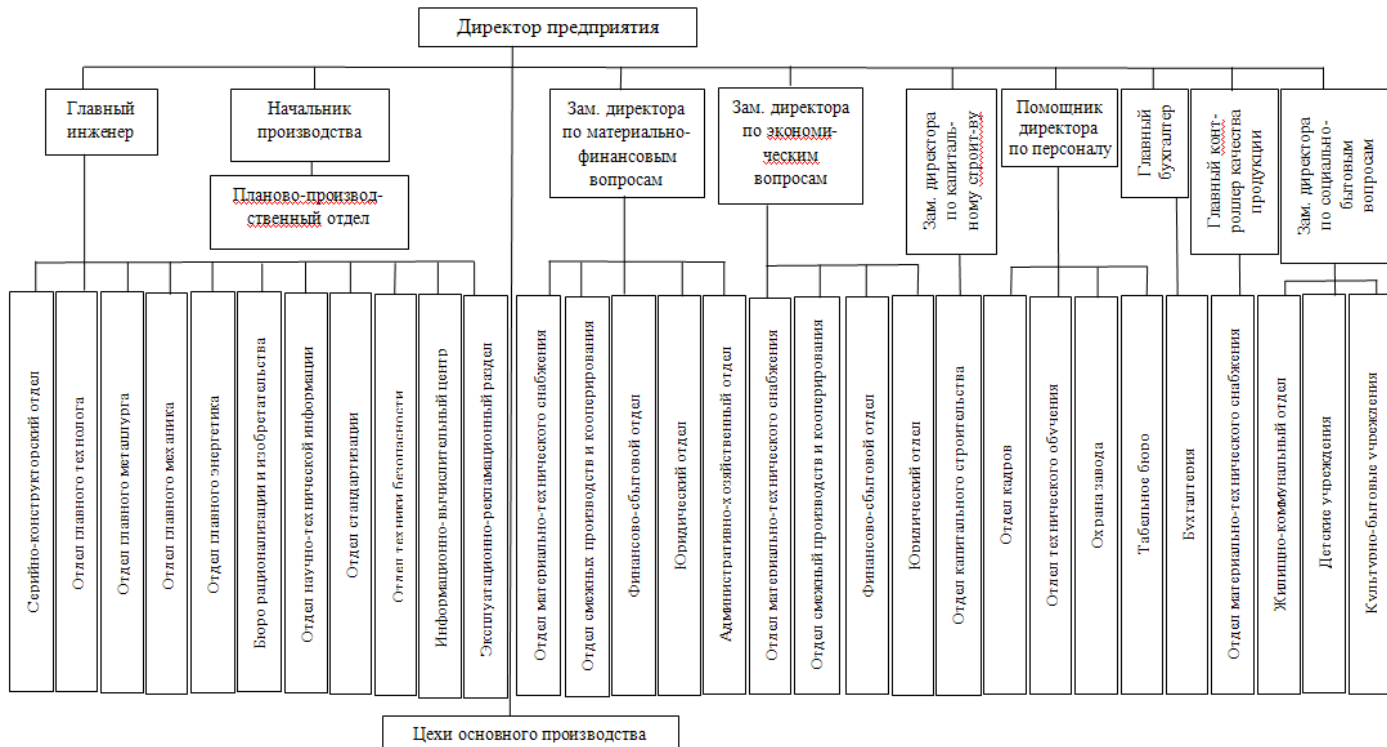 Директор предприятия
Главный
инженер
Начальник
производства
Планово-производ-
ственный отдел
Зам. директора
по материально-
финансовым
вопросам
Зам. директора
по экономи-
ческим
вопросам
Зам. директора
по капиталь-
ному строит-ву
Помощник
директора
по персоналу
Главный
бухгалтер
Главный конт-
роллер качества
продукции
Зам. директора
по социально-
бытовым
вопросам
Серийно-конструкторский отдел
Отдел главного технолога
Отдел главного металлурга
Отдел главного механика
Отдел главного энергетика
Бюро рационализации и изобретательства
Отдел научно-технической информации
Отдел стандартизации
Отдел техники безопасности
Информационно-вычислительный центр
Эксплуатационно-рекламационный раздел
Отдел материально-технического снабжения
Отдел смежных производств и кооперирования
Финансово-сбытовой отдел
Юридический отдел
Административно-хозяйственный отдел
Отдел материально-технического снабжения
Отдел смежный производств и кооперирования
Финансово-сбытовой отдел
Юридический отдел
Отдел капитального строительства
Отдел кадров
Отдел технического обучения
Охрана завода
Табельное бюро
Бухгалтерия
Отдел материально-технического снабжения
Жилищно-коммунальный отдел
Детские учреждения
Культурно-бытовые учреждения
Цехи основного производства